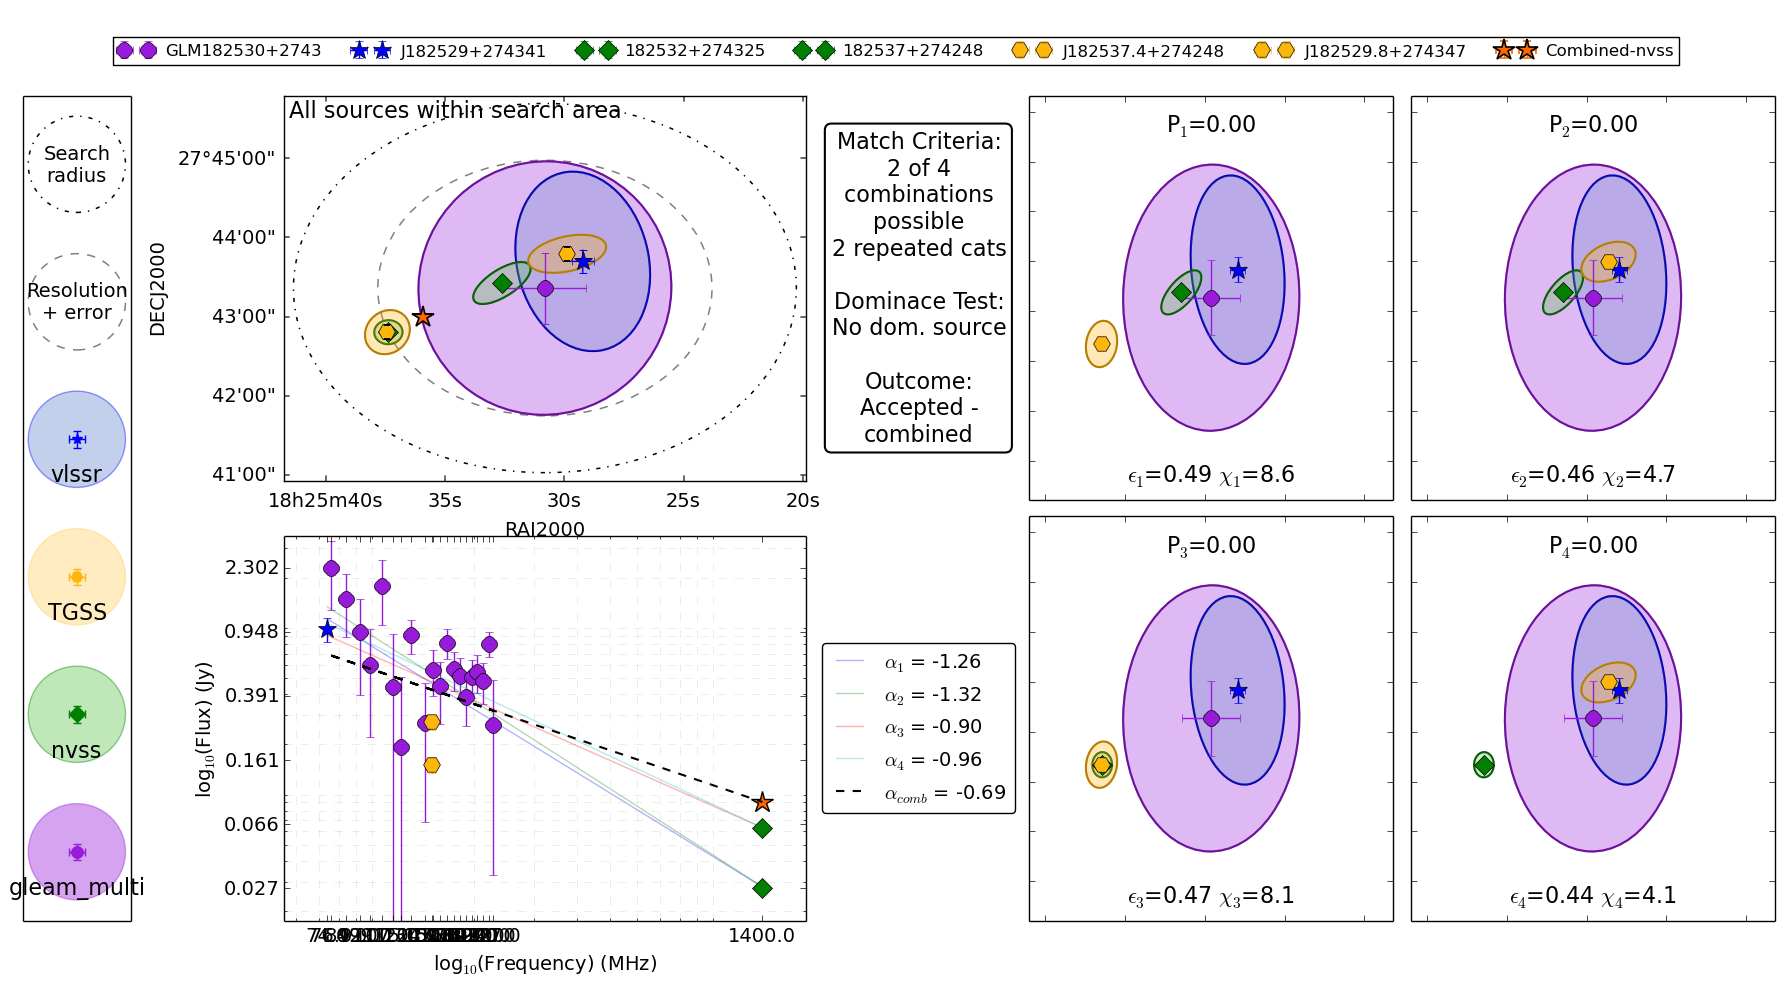 GLM182530+2743 J182529+274341 182532+274325 182537+274248 J182537.4+274248 J182529.8+274347 Combined-nvss
Search
radius
Resolution
+ error
vlssr
TGSS
nvss
gleam_multi
All sources within search area
DECJ2000
27°45'00"
44'00"
43'00"
42'00"
41'00"
18h25m40s 35s 30s 25s 20s
RAJ2000
Match Criteria:
2 of 4
combinations
possible
2 repeated cats
Dominace Test:
No dom. source
Outcome:
Accepted -
combined
P1=0.00
ϵ1=0.49 χ1=8.6
P2=0.00
ϵ2=0.46 χ2=4.7
log10(Flux) (Jy)
2.302
0.948
0.391
0.161
0.066
0.027
1400.0
log10(Frequency) (MHz)
α1 = -1.26
α2 = -1.32
α3 = -0.90
α4 = -0.96
αcomb = -0.69
P3=0.00
ϵ3=0.47 χ3=8.1
P4=0.00
ϵ4=0.44 χ4=4.1